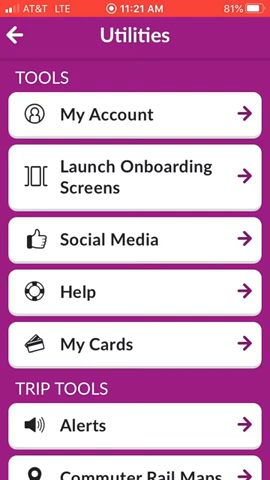 AT&T LTE 11:21 AM 81%
Utilities
TOOLS
My Account
Launch Onboarding
Screens
Social Media
Help
My Cards
TRIP TOOLS
Alerts
Commuter Rail Maps